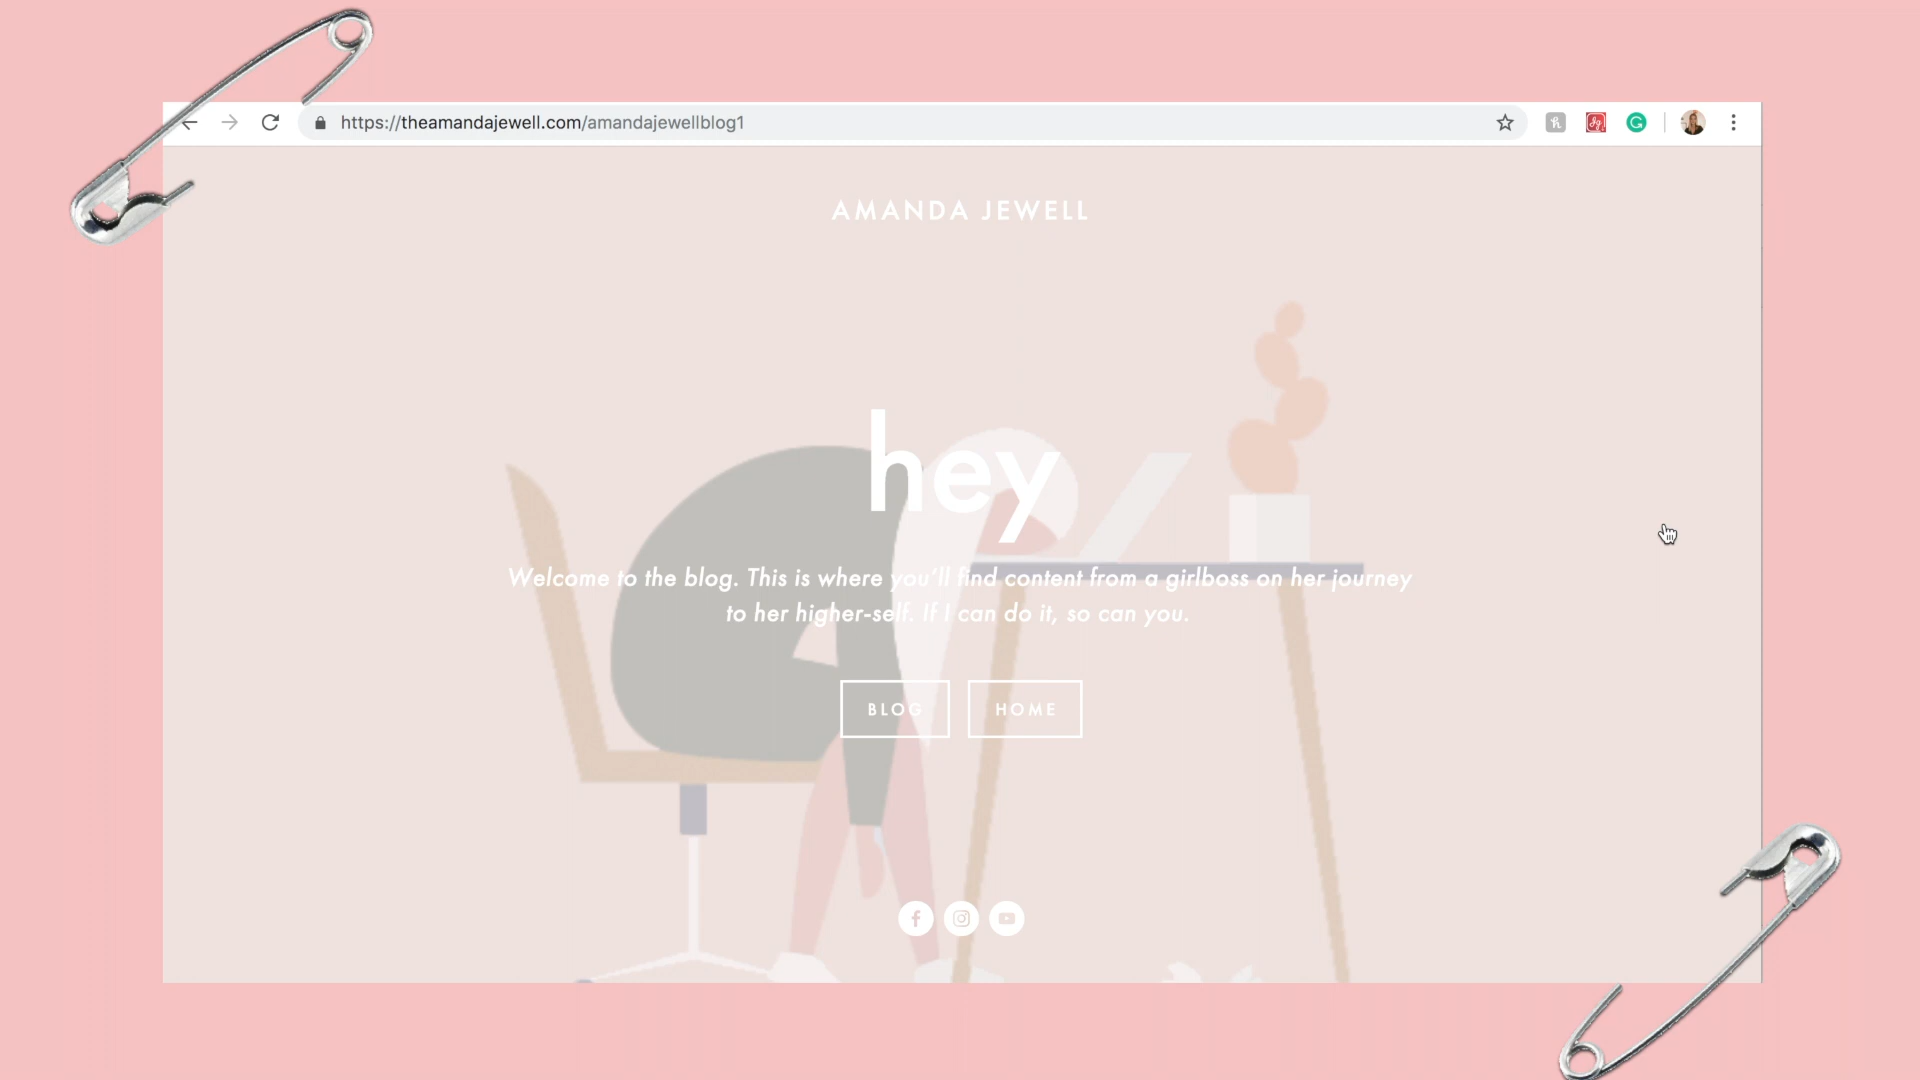 https://theamandajewell.com/amandajewellblog1
AMANDA JEWELL
hey
Welcome to the blog. This is where you'll find content from a girlboss on her journey
to her higher-self. If I can do it, so can you.
BLOG
HOME